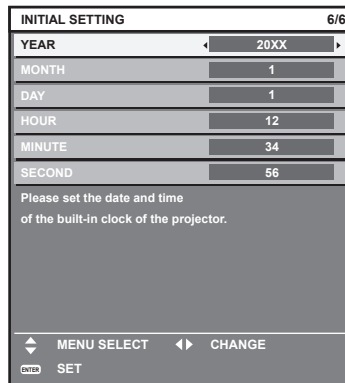 INITIAL SETTING 6/6
YEAR 20XX
MONTH 1
DAY 1
HOUR 12
MINUTE 34
SECOND 56
Please set the date and time
of the built-in clock of the projector.
MENU SELECT CHANGE
ENTER SET